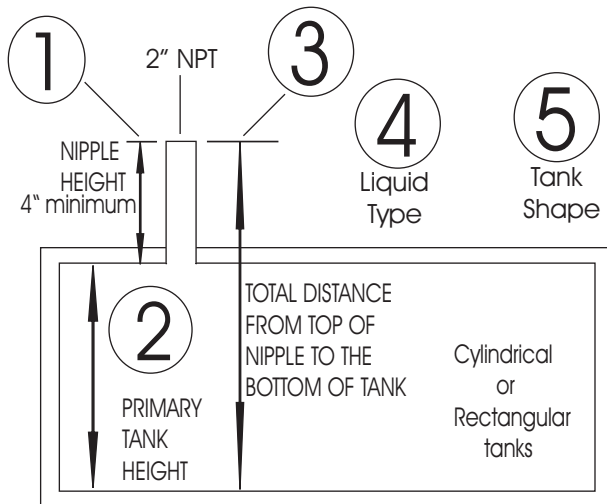 1
2” NPT
3
NIPPLE
HEIGHT
4“ minimum
4
Liquid
Type
5
Tank
Shape
2
PRIMARY
TANK
HEIGHT
TOTAL DISTANCE
FROM TOP OF
NIPPLE TO THE
BOTTOM OF TANK
Cylindrical
or
Rectangular
tanks